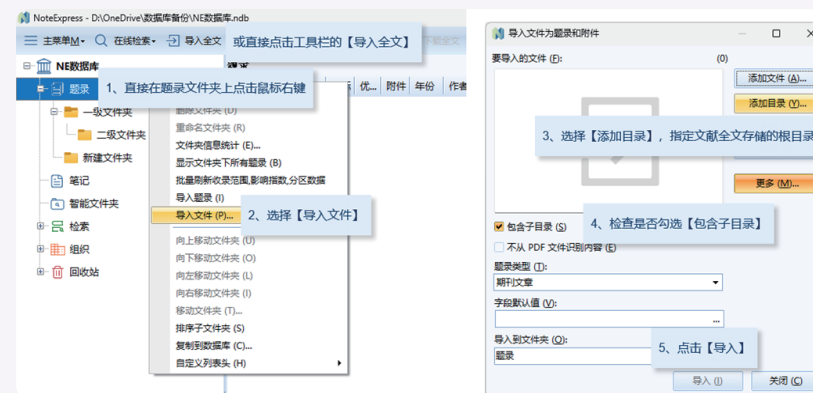 NoteExpress - D:\OneDrive\数据库备份\NE数据库.ndb
主菜单M
在线检索
导入全文
或直接点击工具栏的【导入全文】
NE数据库
题录
1、直接在题录文件夹上点击鼠标右键
优...
附件
年份
作者
一级文件夹
二级文件夹
新建文件夹
笔记
智能文件夹
检索
组织
回收站
删除文件夹 (D)
重命名文件夹 (R)
文件夹信息统计 (E)...
显示文件夹下所有题录 (B)
批量刷新收录范围,影响指数,分区数据
导入题录 (I)
导入文件 (P)...
2、选择【导入文件】
向上移动文件夹 (U)
向下移动文件夹 (O)
向左移动文件夹 (L)
向右移动文件夹 (I)
移动文件夹 (T)...
排序子文件夹 (S)
复制到数据库 (C)...
自定义列表头 (H)
导入文件为题录和附件
要导入的文件 (F):
(0)
添加文件 (A)...
添加目录 (Y)...
3、选择【添加目录】，指定文献全文存储的根目录
更多 (M)...
包含子目录 (S)
4、检查是否勾选【包含子目录】
不从 PDF 文件识别内容 (E)
题录类型 (T):
期刊文章
字段默认值 (V):
...
导入到文件夹 (O):
题录
5、点击【导入】
导入 (I)
关闭 (C)